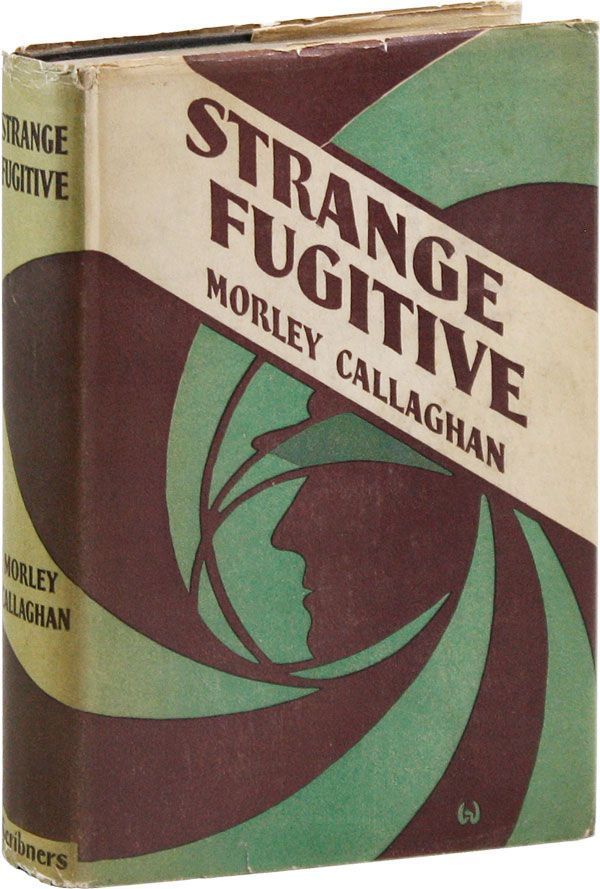 STRANGE
FUGITIVE
MORLEY CALLAGHAN
STRANGE
FUGITIVE
MORLEY
CALLAGHAN
Scribners